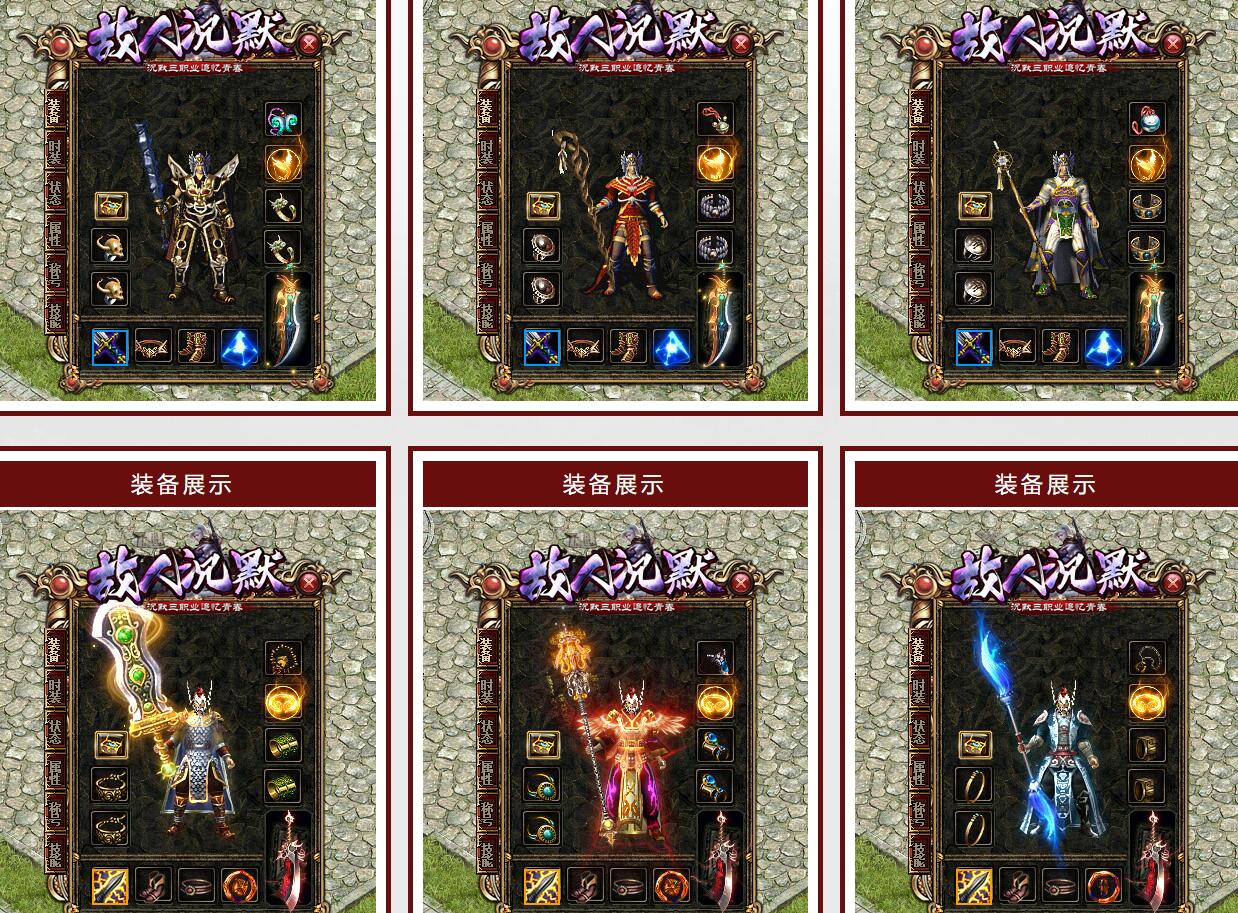 故人沉默
沉默三职业追忆青春
装备
时装
状态
属性
称号
技能
故人沉默
沉默三职业追忆青春
装备
时装
状态
属性
称号
技能
故人沉默
沉默三职业追忆青春
装备
时装
状态
属性
称号
技能
装备展示
故人沉默
沉默三职业追忆青春
装备
时装
状态
属性
称号
技能
装备展示
故人沉默
沉默三职业追忆青春
装备
时装
状态
属性
称号
技能
装备展示
故人沉默
沉默三职业追忆青春
装备
时装
状态
属性
称号
技能